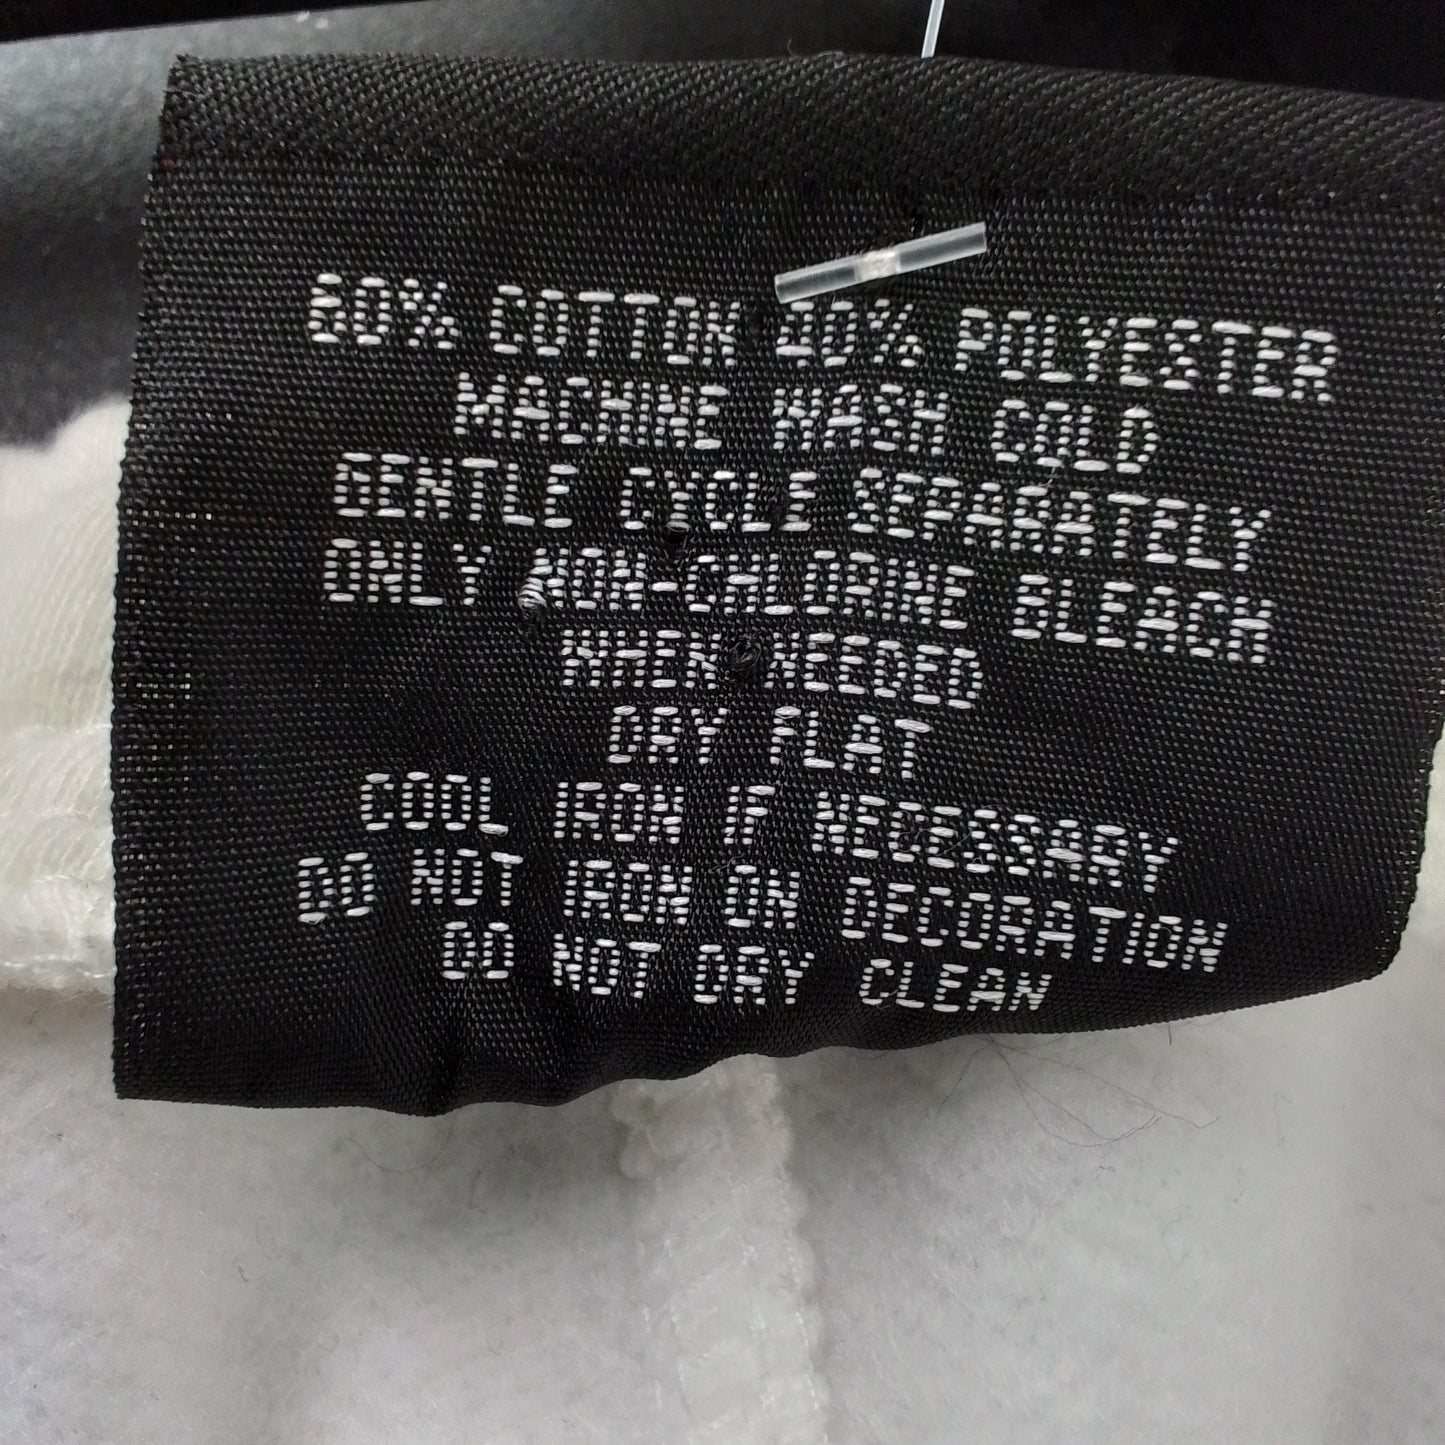 60% COTTON 40% POLYESTER
MACHINE WASH COLD
GENTLE CYCLE SEPARATELY
ONLY NON-CHLORINE BLEACH
WHEN NEEDED
DRY FLAT
COOL IRON IF NECESSARY
DO NOT IRON ON DECORATION
DO NOT DRY CLEAN